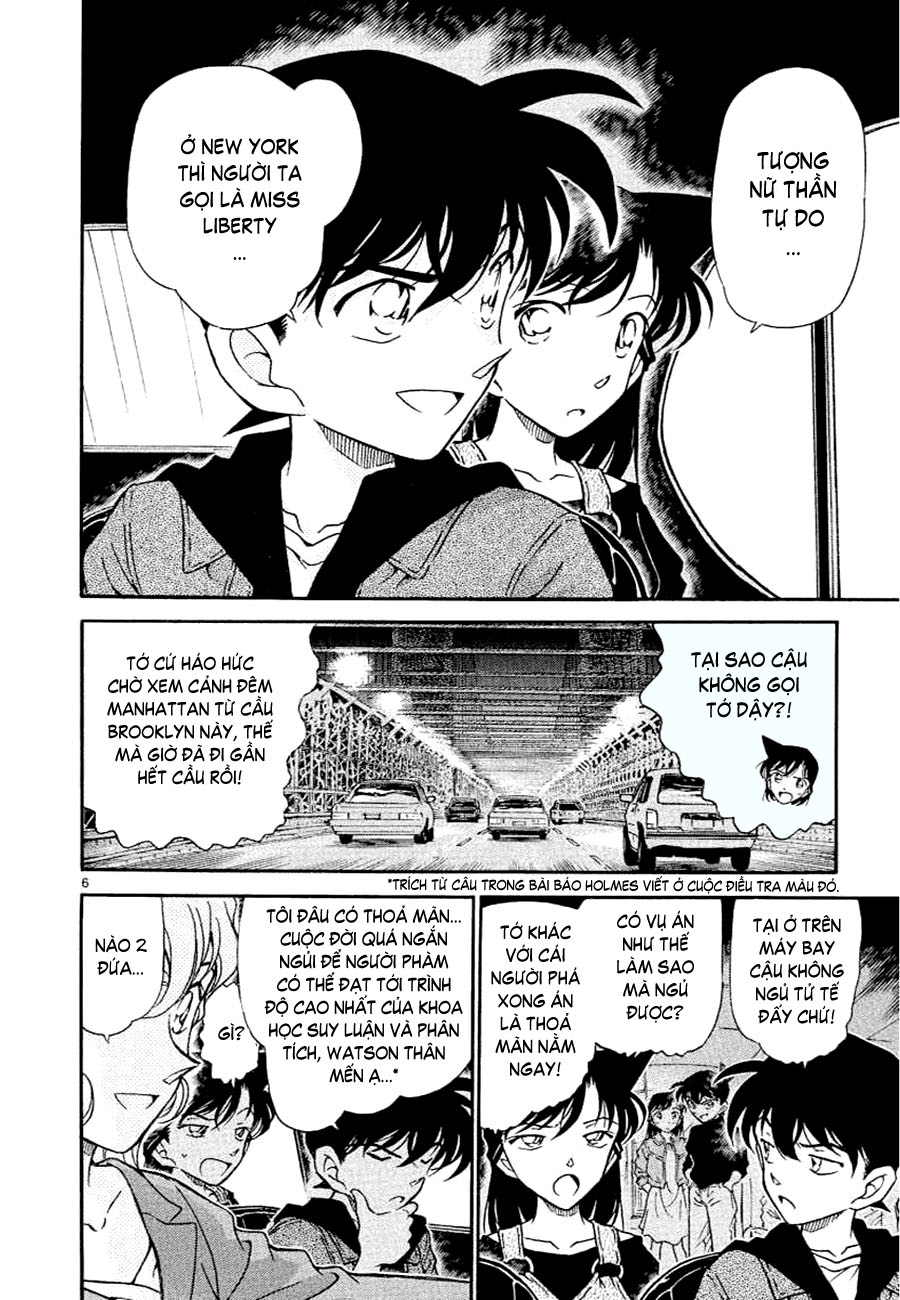 TƯỢNG
NỮ THẦN
TỰ DO
...
Ở NEW YORK
THÌ NGƯỜI TA
GỌI LÀ MISS
LIBERTY
...
TẠI SAO CẬU
KHÔNG GỌI
TỚ DẬY?!
TỚ CỨ HÁO HỨC
CHỜ XEM CẢNH ĐÊM
MANHATTAN TỪ CẦU
BROOKLYN NÀY, THẾ
MÀ GIỜ ĐÃ ĐI GẦN
HẾT CẦU RỒI!
6
*TRÍCH TỪ CÂU TRONG BÀI BÁO HOLMES VIẾT Ở CUỘC ĐIỀU TRA MÀU ĐỎ.
TẠI Ở TRÊN
MÁY BAY
CẬU KHÔNG
NGỦ TỬ TẾ
ĐẤY CHỨ!
CÓ VỤ ÁN
NHƯ THẾ
LÀM SAO
MÀ NGỦ
ĐƯỢC?
TỚ KHÁC
VỚI CÁI
NGƯỜI PHÁ
XONG ÁN
LÀ THOẢ
MÃN NẰM
NGAY!
TÔI ĐÂU CÓ THOẢ MÃN...
CUỘC ĐỜI QUÁ NGẮN
NGỦI ĐỂ NGƯỜI PHÀM
CÓ THỂ ĐẠT TỚI TRÌNH
ĐỘ CAO NHẤT CỦA KHOA
HỌC SUY LUẬN VÀ PHÂN
TÍCH, WATSON THÂN
MẾN Ạ...*
GÌ?
NÀO 2
ĐỨA...